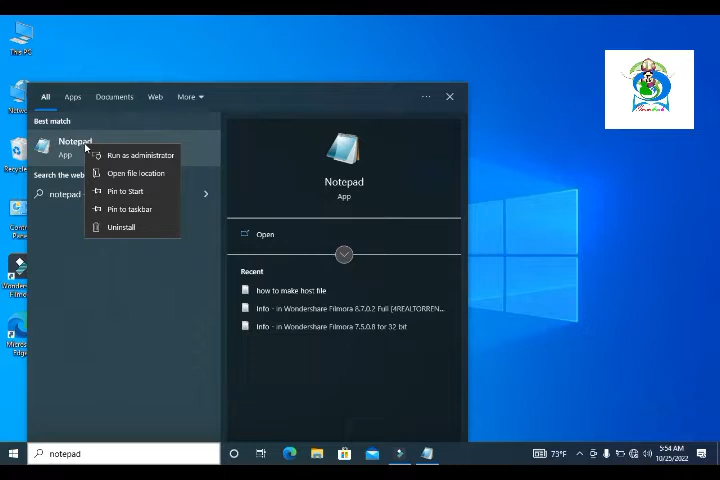 This PC
All Apps Documents Web More
Best match
Notepad
App
Run as administrator
Open file location
Pin to Start
Pin to taskbar
Uninstall
Search the web
notepad
Notepad
App
Open
Recent
how to make host file
Info - in Wondershare Filmora 8.7.0.2 Full [4REALTORREN...
Info - in Wondershare Filmora 7.5.0.8 for 32 bit
Recycle
Edge
notepad
73°F
5:54 AM
10/25/2022